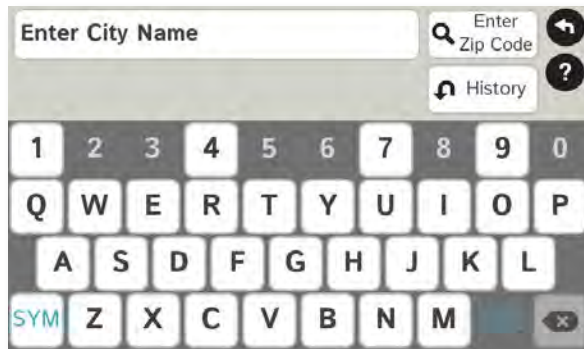 Enter City Name
Enter
Zip Code
?
History
1 2 3 4 5 6 7 8 9 0
Q W E R T Y U I O P
A S D F G H J K L
SYM Z X C V B N M